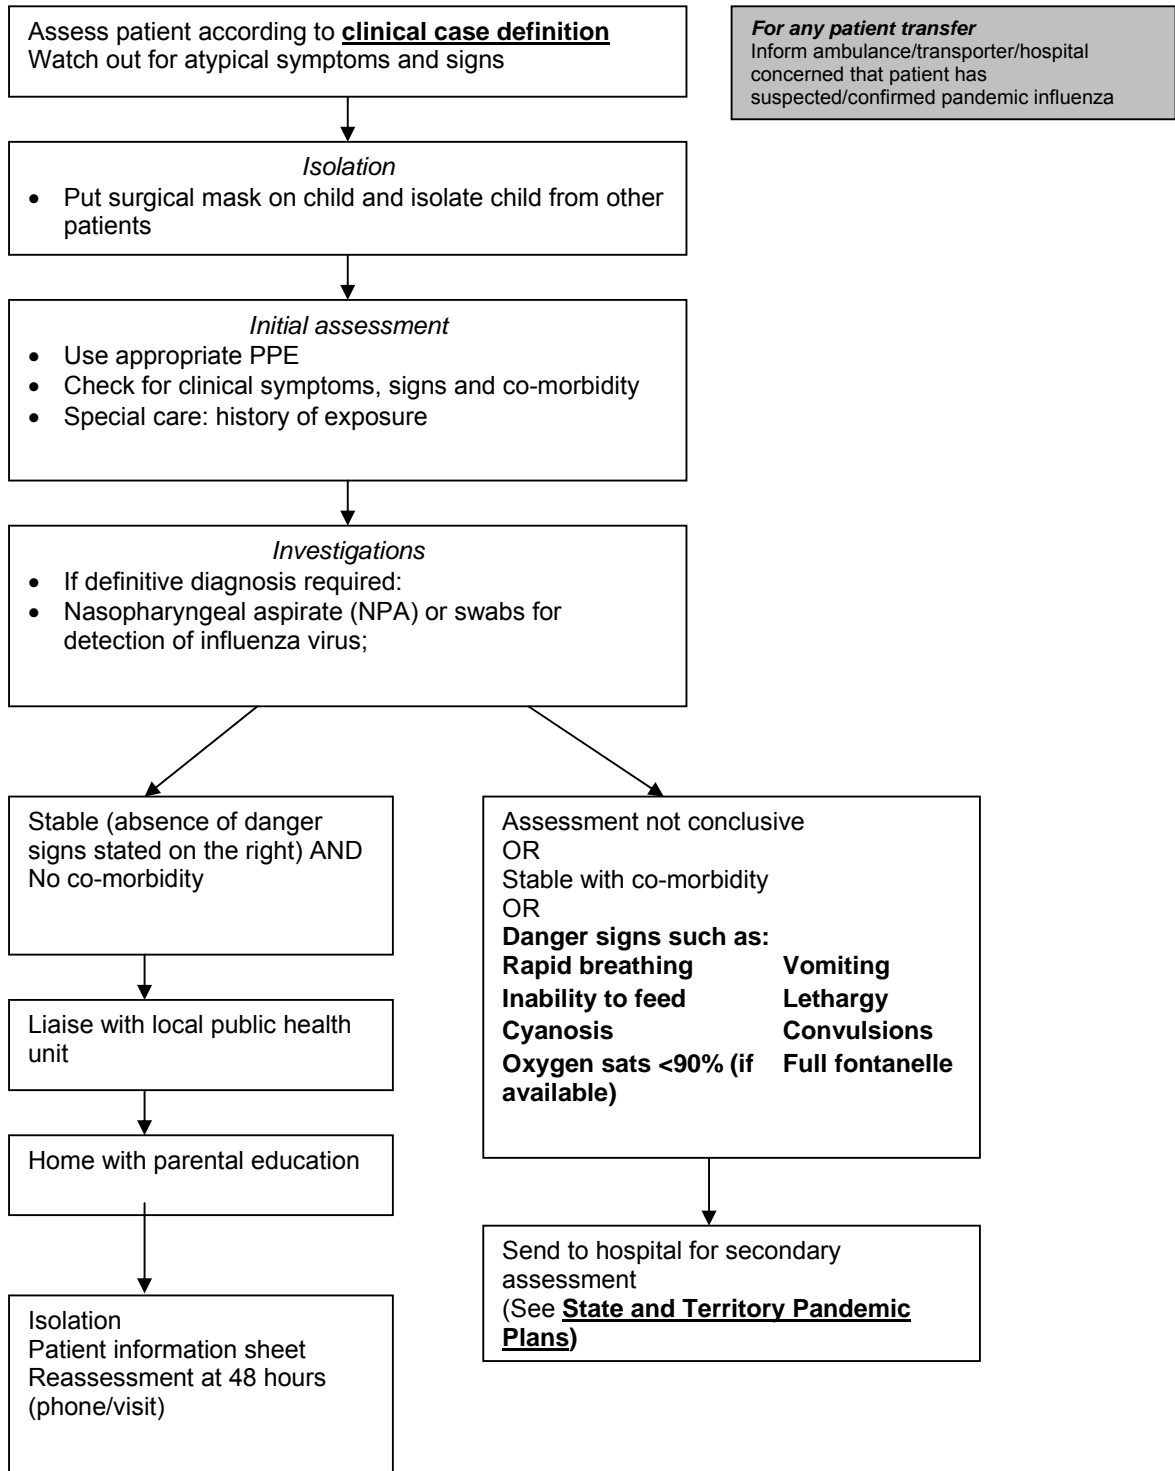 Assess patient according to clinical case definition
Watch out for atypical symptoms and signs
For any patient transfer
Inform ambulance/transporter/hospital
concerned that patient has
suspected/confirmed pandemic influenza
Isolation
• Put surgical mask on child and isolate child from other
patients
Initial assessment
• Use appropriate PPE
• Check for clinical symptoms, signs and co-morbidity
• Special care: history of exposure
Investigations
• If definitive diagnosis required:
• Nasopharyngeal aspirate (NPA) or swabs for
detection of influenza virus;
Stable (absence of danger
signs stated on the right) AND
No co-morbidity
Liaise with local public health
unit
Home with parental education
Isolation
Patient information sheet
Reassessment at 48 hours
(phone/visit)
Assessment not conclusive
OR
Stable with co-morbidity
OR
Danger signs such as:
Rapid breathing Vomiting
Inability to feed Lethargy
Cyanosis Convulsions
Oxygen sats <90% (if Full fontanelle
available)
Send to hospital for secondary
assessment
(See State and Territory Pandemic
Plans)